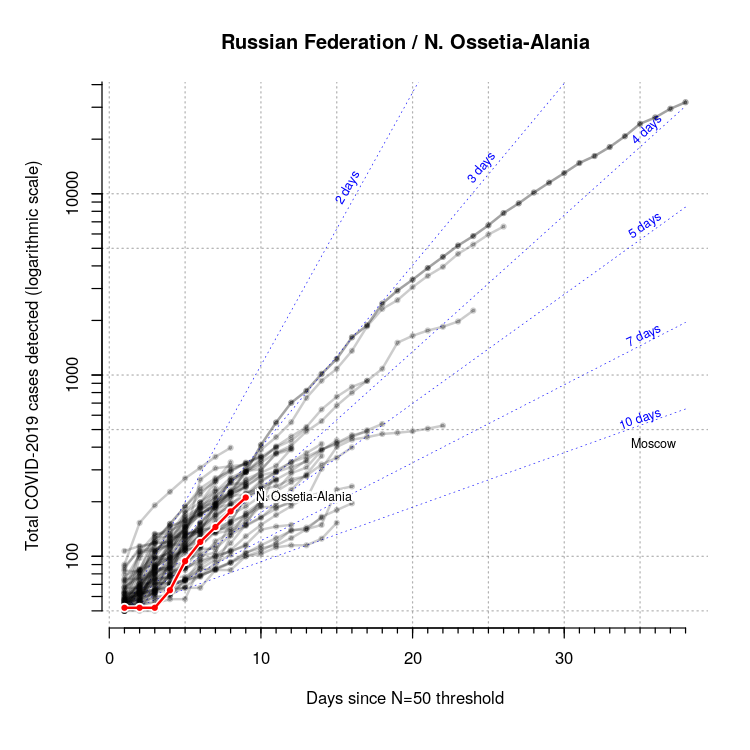 Russian Federation / N. Ossetia-Alania
Total COVID-2019 cases detected (logarithmic scale)
10000
1000
100
2 days
3 days
4 days
5 days
7 days
10 days
Moscow
N. Ossetia-Alania
0 10 20 30
Days since N=50 threshold